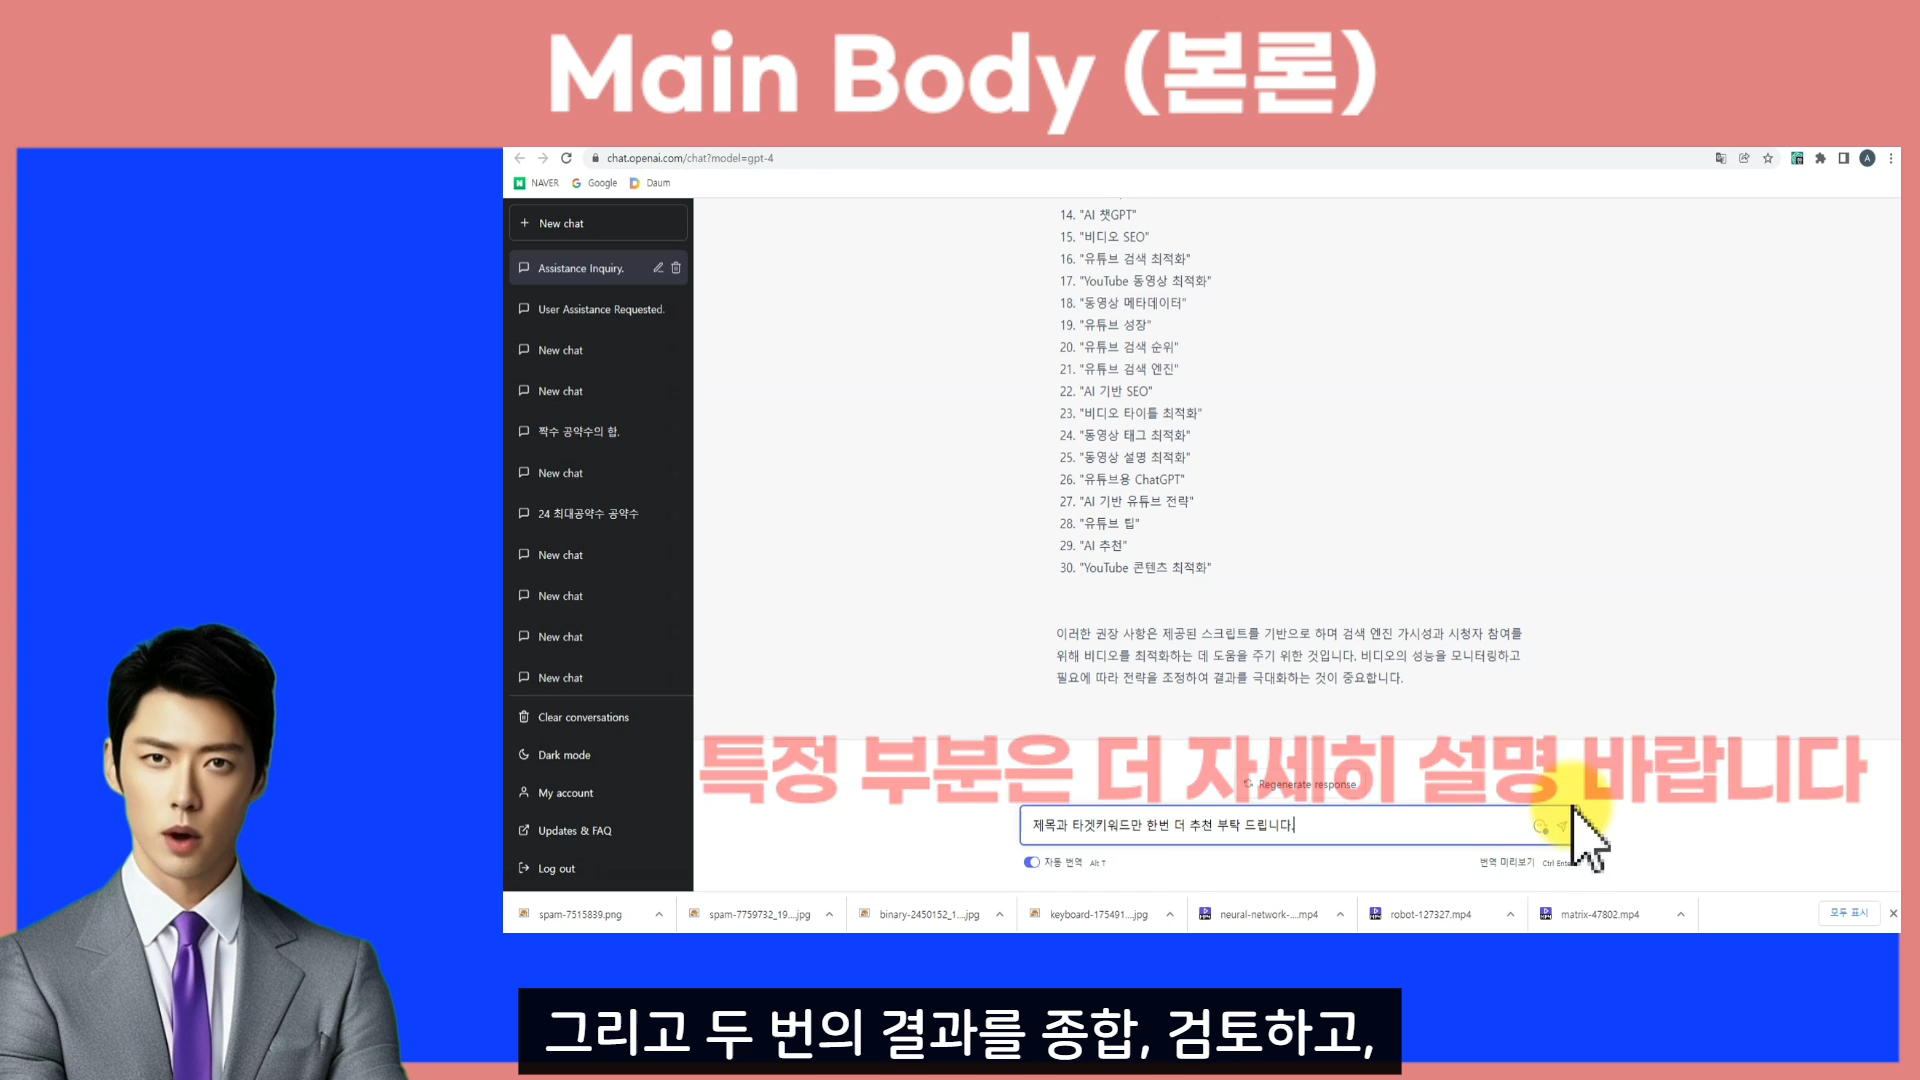 Main Body (본론)
chat.openai.com/chat?model=gpt-4
NAVER
Google
Daum
New chat
Assistance Inquiry.
User Assistance Requested.
New chat
New chat
짝수 공약수의 합.
New chat
24 최대공약수 공약수
New chat
New chat
New chat
New chat
Clear conversations
Dark mode
My account
Updates & FAQ
Log out
14. "AI 챗GPT"
15. "비디오 SEO"
16. "유튜브 검색 최적화"
17. "YouTube 동영상 최적화"
18. "동영상 메타데이터"
19. "유튜브 성장"
20. "유튜브 검색 순위"
21. "유튜브 검색 엔진"
22. "AI 기반 SEO"
23. "비디오 타이틀 최적화"
24. "동영상 태그 최적화"
25. "동영상 설명 최적화"
26. "유튜브용 ChatGPT"
27. "AI 기반 유튜브 전략"
28. "유튜브 팁"
29. "AI 추천"
30. "YouTube 콘텐츠 최적화"
이러한 권장 사항은 제공된 스크립트를 기반으로 하며 검색 엔진 가시성과 시청자 참여를
위해 비디오를 최적화하는 데 도움을 주기 위한 것입니다. 비디오의 성능을 모니터링하고
필요에 따라 전략을 조정하여 결과를 극대화하는 것이 중요합니다.
특정 부분은 더 자세히 설명 바랍니다
Regenerate response
제목과 타겟키워드만 한번 더 추천 부탁 드립니다.
자동 번역 Alt T
번역 미리보기 Ctrl
spam-7515839.png
spam-7759732_19....jpg
binary-2450152_1....jpg
keyboard-175491....jpg
neural-network-....mp4
robot-127327.mp4
matrix-47802.mp4
모두 표시
그리고 두 번의 결과를 종합, 검토하고,